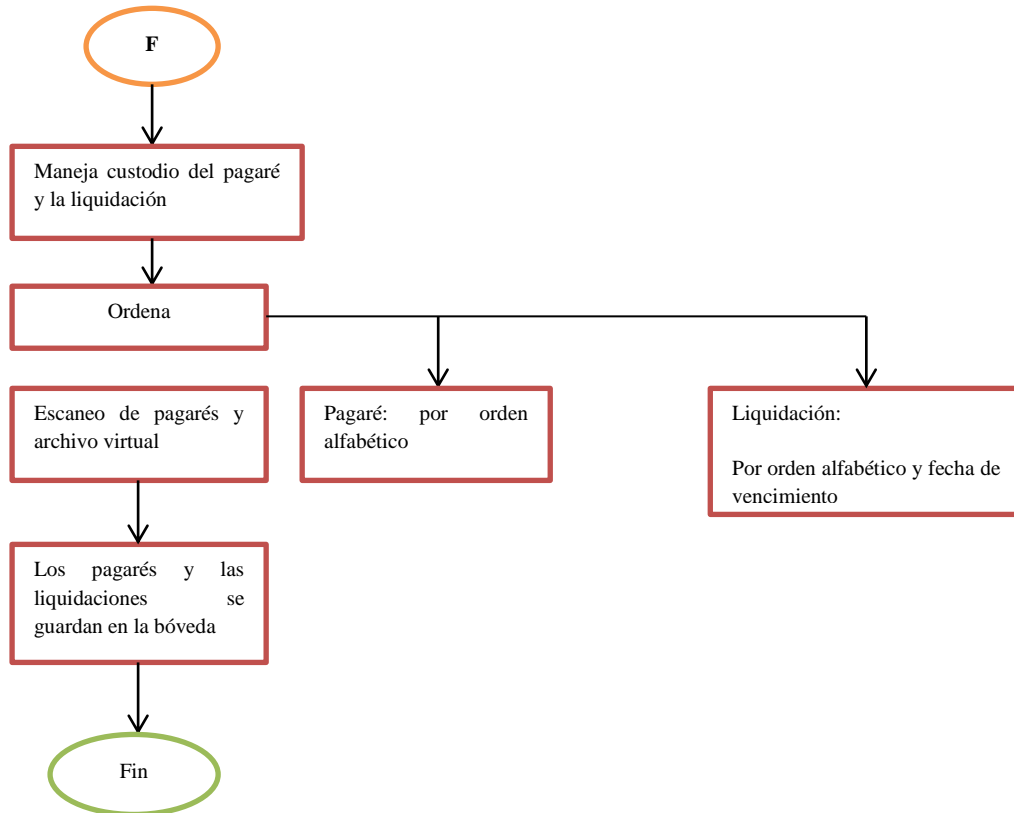 F
Maneja custodio del pagaré
y la liquidación
Ordena
Escaneo de pagarés y
archivo virtual
Pagaré: por orden
alfabético
Liquidación:
Por orden alfabético y fecha de
vencimiento
Los pagarés y las
liquidaciones se
guardan en la bóveda
Fin